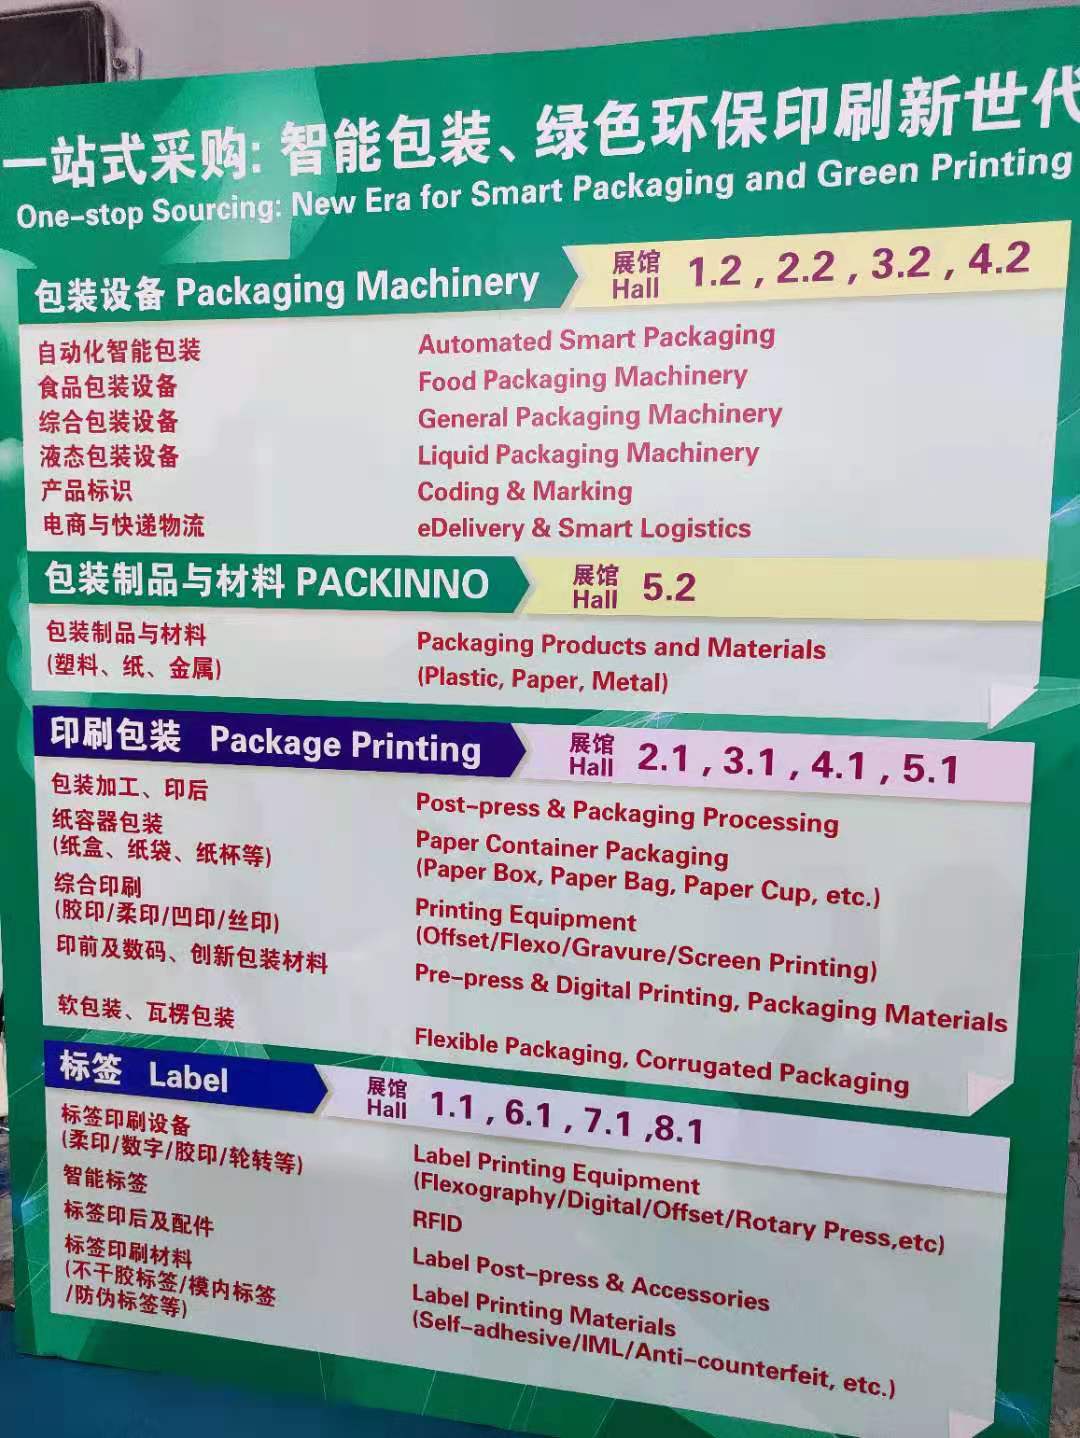 一站式采购: 智能包装、绿色环保印刷新世代
One-stop Sourcing: New Era for Smart Packaging and Green Printing
包装设备 Packaging Machinery 展馆 Hall 1.2 , 2.2 , 3.2 , 4.2
自动化智能包装 Automated Smart Packaging
食品包装设备 Food Packaging Machinery
综合包装设备 General Packaging Machinery
液态包装设备 Liquid Packaging Machinery
产品标识 Coding & Marking
电商与快递物流 eDelivery & Smart Logistics
包装制品与材料 PACKINNO 展馆 Hall 5.2
包装制品与材料 Packaging Products and Materials
(塑料、纸、金属) (Plastic, Paper, Metal)
印刷包装 Package Printing 展馆 Hall 2.1 , 3.1 , 4.1 , 5.1
包装加工、印后 Post-press & Packaging Processing
纸容器包装 Paper Container Packaging
(纸盒、纸袋、纸杯等) (Paper Box, Paper Bag, Paper Cup, etc.)
综合印刷 Printing Equipment
(胶印/柔印/凹印/丝印) (Offset/Flexo/Gravure/Screen Printing)
印前及数码、创新包装材料 Pre-press & Digital Printing, Packaging Materials
软包装、瓦楞包装 Flexible Packaging, Corrugated Packaging
标签 Label 展馆 Hall 1.1 , 6.1 , 7.1 ,8.1
标签印刷设备 Label Printing Equipment
(柔印/数字/胶印/轮转等) (Flexography/Digital/Offset/Rotary Press,etc)
智能标签 RFID
标签印后及配件 Label Post-press & Accessories
标签印刷材料 Label Printing Materials
(不干胶标签/模内标签 (Self-adhesive/IML/Anti-counterfeit, etc.)
/防伪标签等)